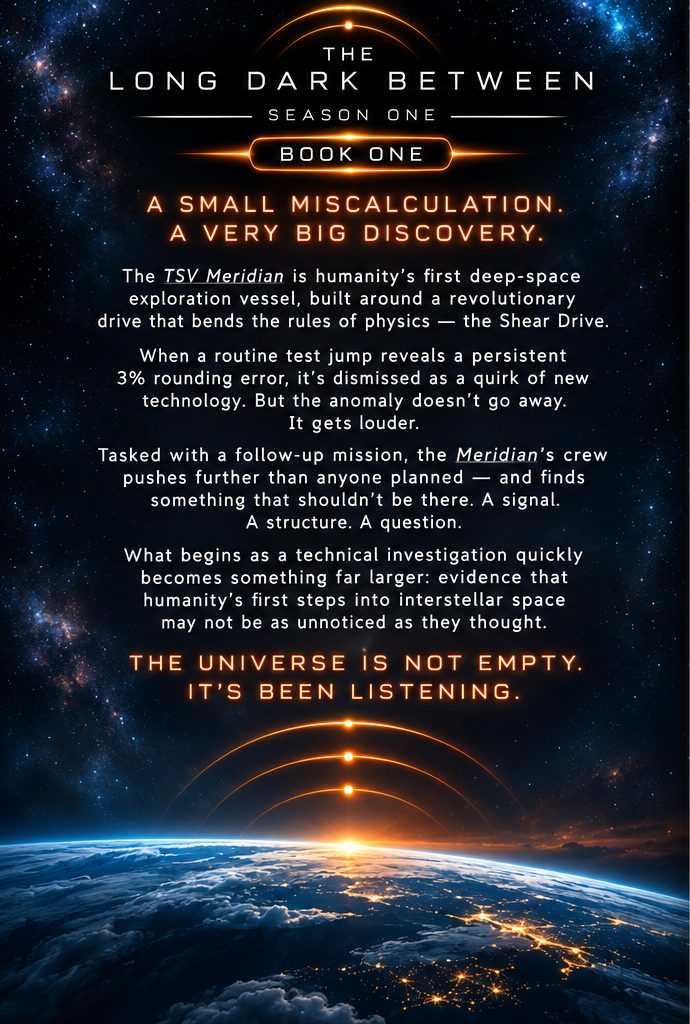 THE
LONG DARK BETWEEN
SEASON ONE
BOOK ONE
A SMALL MISCALCULATION.
A VERY BIG DISCOVERY.
The TSV Meridian is humanity's first deep-space
exploration vessel, built around a revolutionary
drive that bends the rules of physics — the Shear Drive.
When a routine test jump reveals a persistent
3% rounding error, it's dismissed as a quirk of new
technology. But the anomaly doesn't go away.
It gets louder.
Tasked with a follow-up mission, the Meridian's crew
pushes further than anyone planned — and finds
something that shouldn't be there. A signal.
A structure. A question.
What begins as a technical investigation quickly
becomes something far larger: evidence that
humanity's first steps into interstellar space
may not be as unnoticed as they thought.
THE UNIVERSE IS NOT EMPTY.
IT'S BEEN LISTENING.